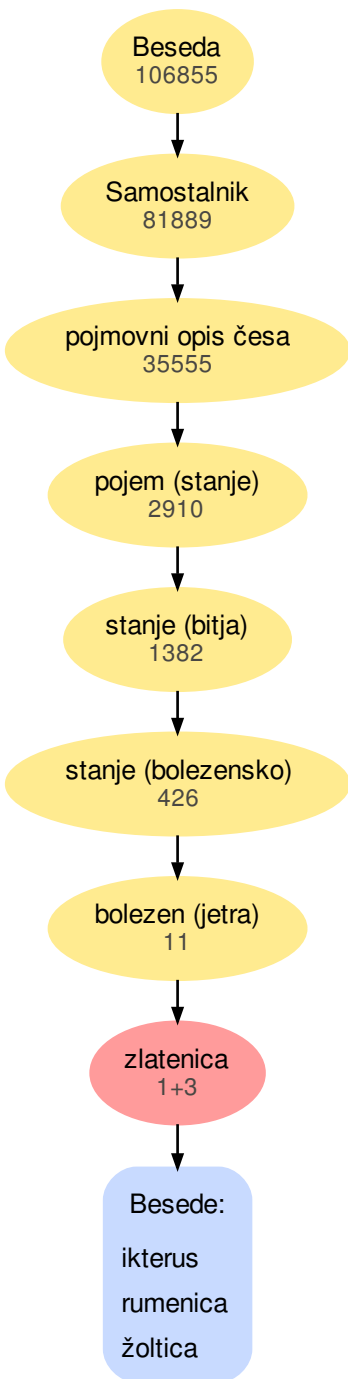 Beseda
106855
Samostalnik
81889
pojmovni opis česa
35555
pojem (stanje)
2910
stanje (bitja)
1382
stanje (bolezensko)
426
bolezen (jetra)
11
zlatenica
1+3
Besede:
ikterus
rumenica
žoltica